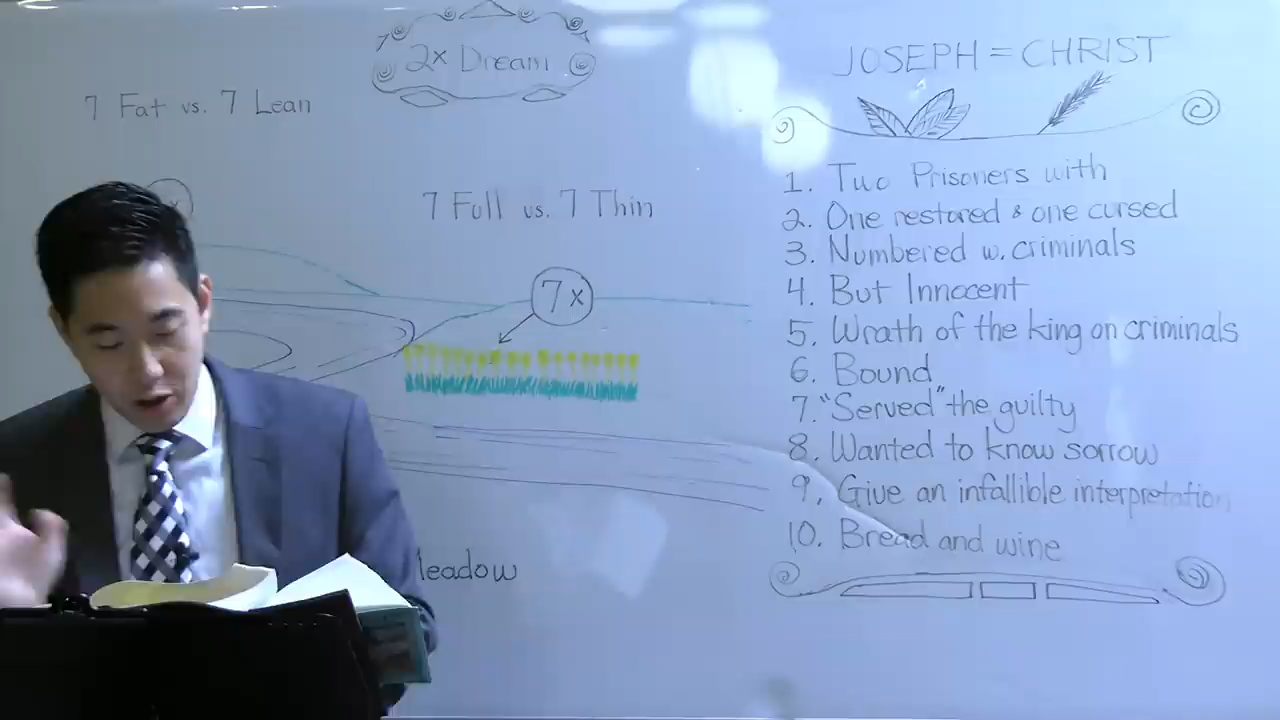 2x Dream
7 Fat vs. 7 Lean
7 Full vs. 7 Thin
7x
JOSEPH = CHRIST
1. Two Prisoners with
2. One restored & one cursed
3. Numbered w. criminals
4. But Innocent
5. Wrath of the king on criminals
6. Bound
7. "Served" the guilty
8. Wanted to know sorrow
9. Give an infallible interpretation
10. Bread and wine